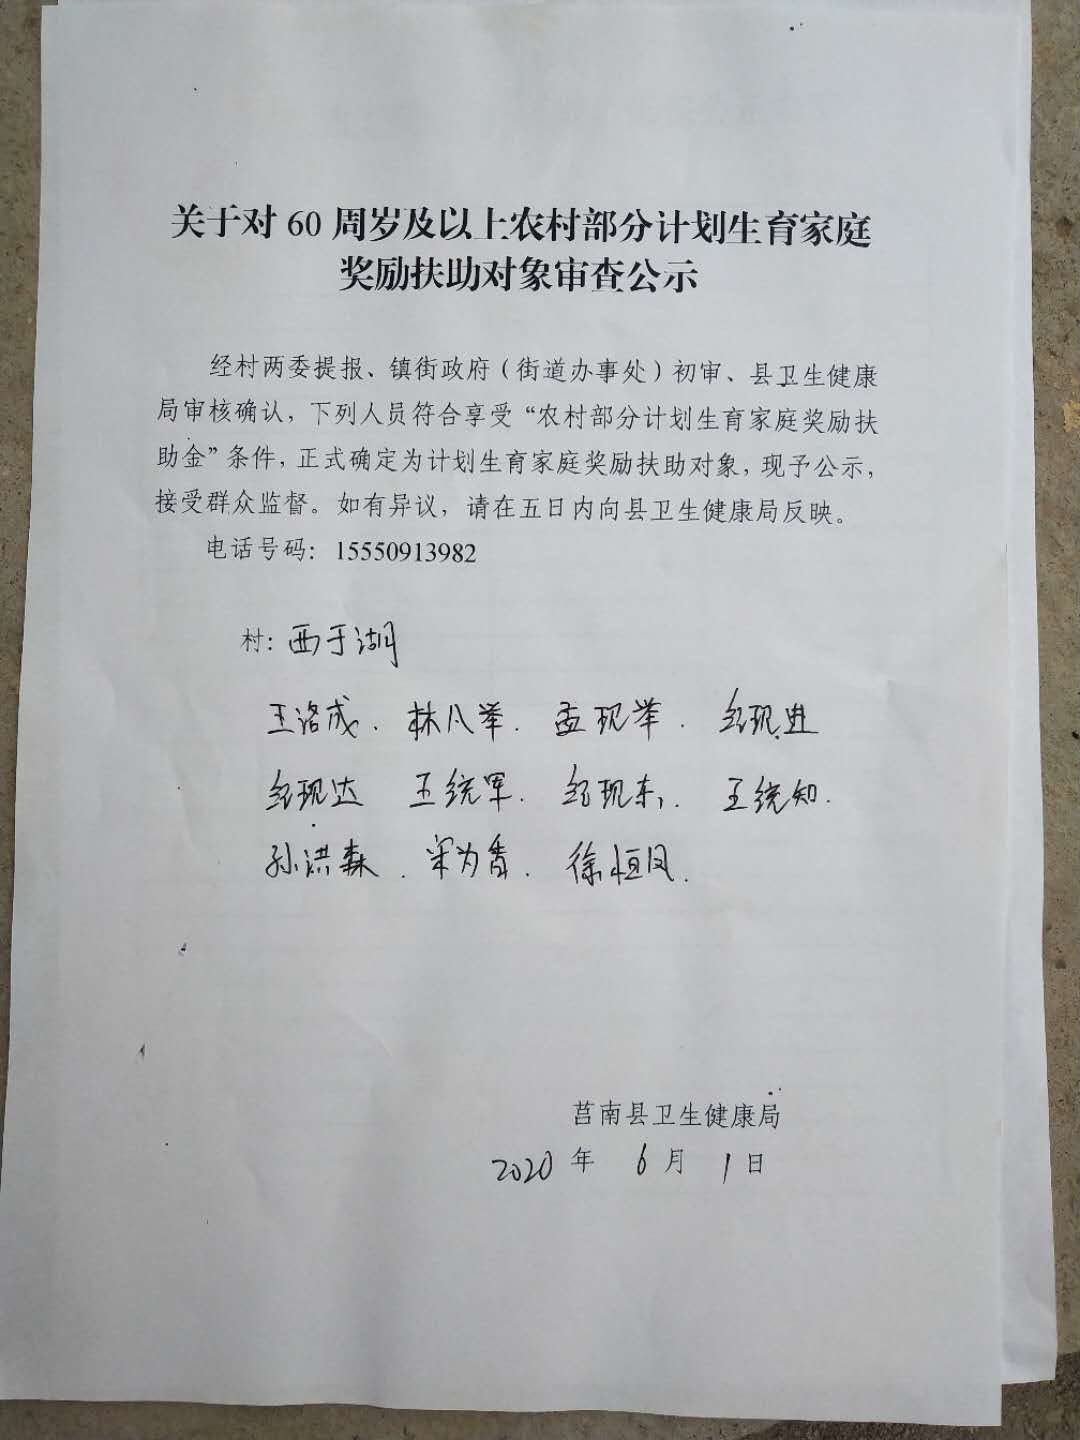 关于对 60 周岁及以上农村部分计划生育家庭
奖励扶助对象审查公示
经村两委提报、镇街政府（街道办事处）初审、县卫生健康
局审核确认，下列人员符合享受“农村部分计划生育家庭奖励扶
助金”条件，正式确定为计划生育家庭奖励扶助对象，现予公示，
接受群众监督。如有异议，请在五日内向县卫生健康局反映。
电话号码：15550913982
村：西于湖
王洛成、林凡举．孟现举．纪现进
纪现达 王统军．纪现东，王统知．
孙洪森．宋为香．徐恒凤．
莒南县卫生健康局
2020 年 6 月 1 日